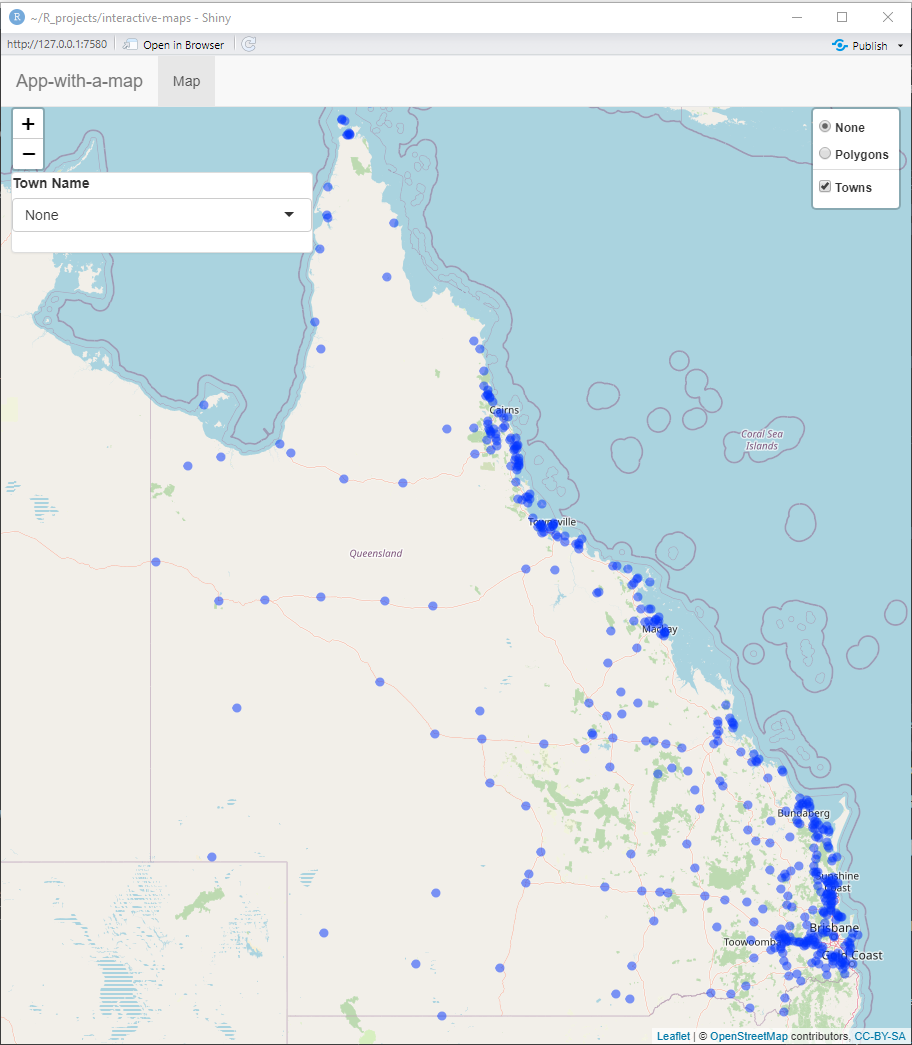 R ~/R_projects/interactive-maps - Shiny
http://127.0.0.1:7580 Open in Browser Publish
App-with-a-map Map
+
−
None
Polygons
Towns
Town Name
None
Cairns
Coral Sea
Islands
Townsville
Queensland
Mackay
Bundaberg
Sunshine
Coast
Brisbane
Toowoomba
Gold Coast
Leaflet | © OpenStreetMap contributors, CC-BY-SA